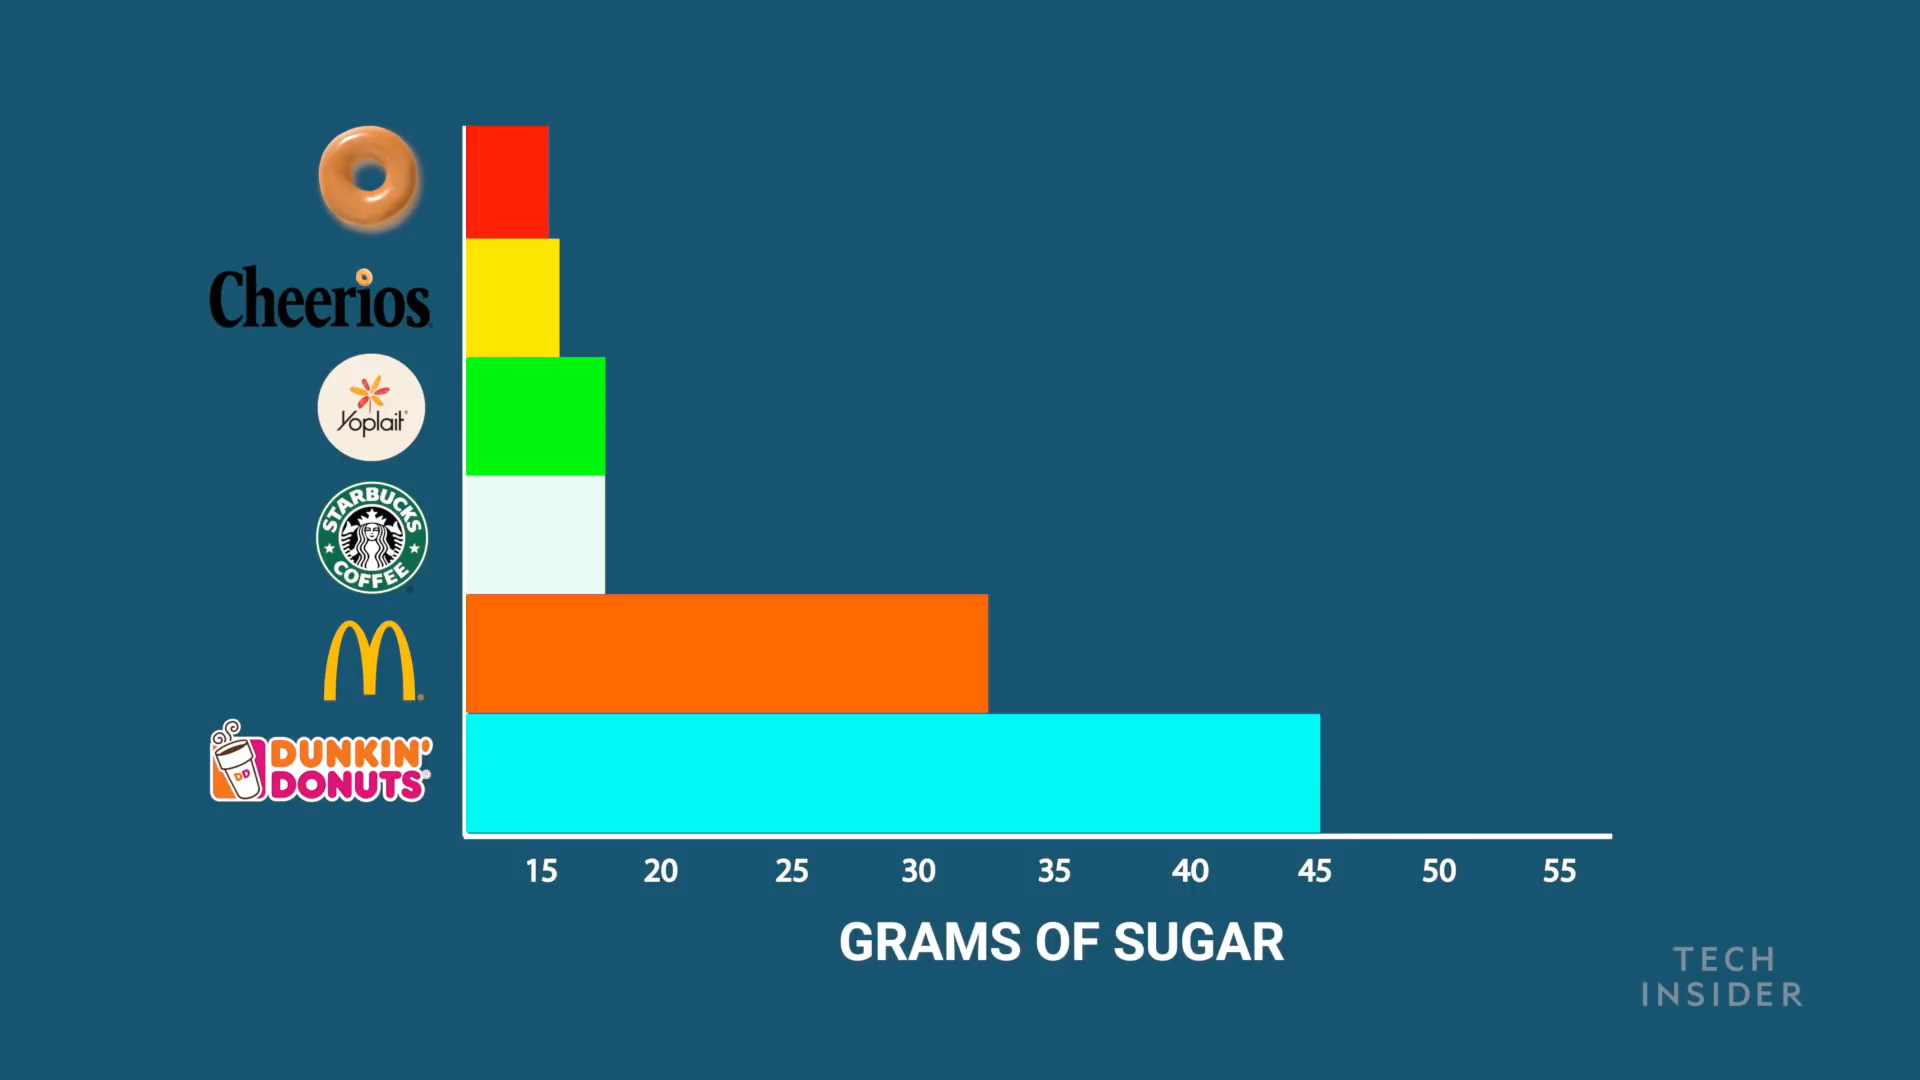 Cheerios
Yoplait
STARBUCKS
COFFEE
DD
DUNKIN'
DONUTS
15 20 25 30 35 40 45 50 55
GRAMS OF SUGAR
TECH
INSIDER